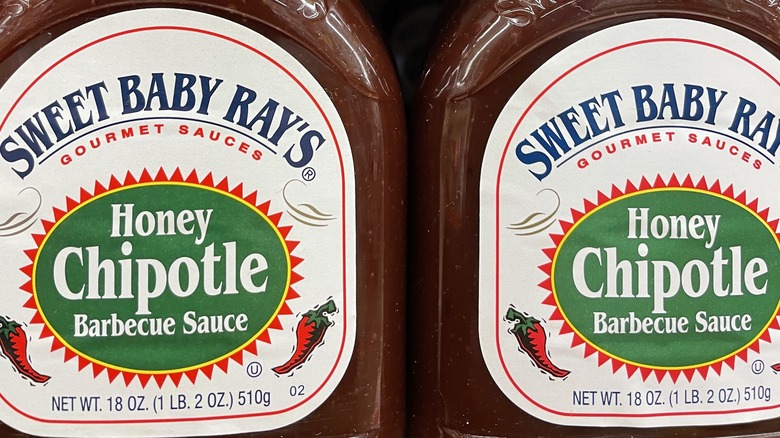 SWEET BABY RAY'S®
GOURMET SAUCES
Honey
Chipotle
Barbecue Sauce
U
NET WT. 18 OZ. (1 LB. 2 OZ.) 510g
02
SWEET BABY RAY
GOURMET SAUCES
Honey
Chipotle
Barbecue Sauce
U
NET WT. 18 OZ. (1 LB. 2 OZ.) 510g